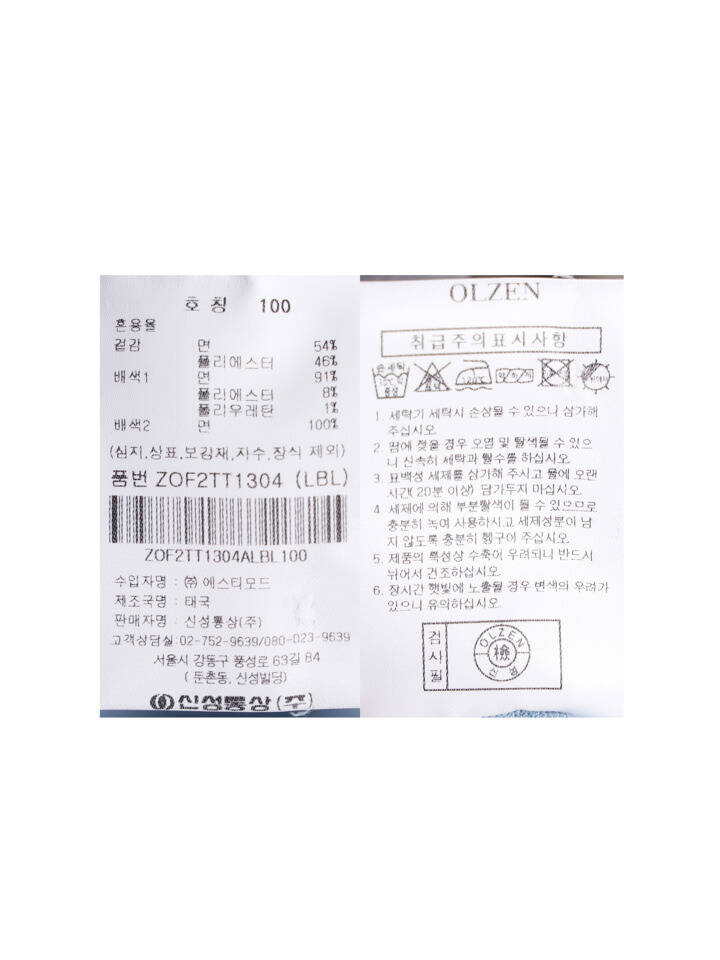 호 칭 100
혼용율
겉감 면 54%
폴리에스터 46%
배색1 면 91%
폴리에스터 8%
폴리우레탄 1%
배색2 면 100%
(심지,상표,보강재,자수,장식 제외)
품번 ZOF2TT1304 (LBL)
ZOF2TT1304ALBL100
수입자명 : ㈜ 에스티모드
제조국명 : 태국
판매자명 : 신성통상(주)
고객상담실:02-752-9639/080-023-9639
서울시 강동구 풍성로 63길 84
( 둔촌동, 신성빌딩)
신성통상(주)
OLZEN
취급주의표시사항
손세탁
120℃
1. 세탁기 세탁시 손상될 수 있으니 삼가해
주십시오.
2. 땀에 젖을 경우 오염 및 탈색될 수 있으
니 신속히 세탁과 탈수를 하십시오.
3. 표백성 세제를 삼가해 주시고 물에 오랜
시간( 20분 이상) 담가두지 마십시오.
4. 세제에 의해 부분탈색이 될 수 있으므로
충분히 녹여 사용하시고 세제성분이 남
지 않도록 충분히 헹구어 주십시오.
5. 제품의 특성상 수축이 우려되니 반드시
뉘어서 건조하십시오.
6. 장시간 햇빛에 노출될 경우 변색의 우려가
있으니 유의하십시오.
검사필
OLZEN
檢